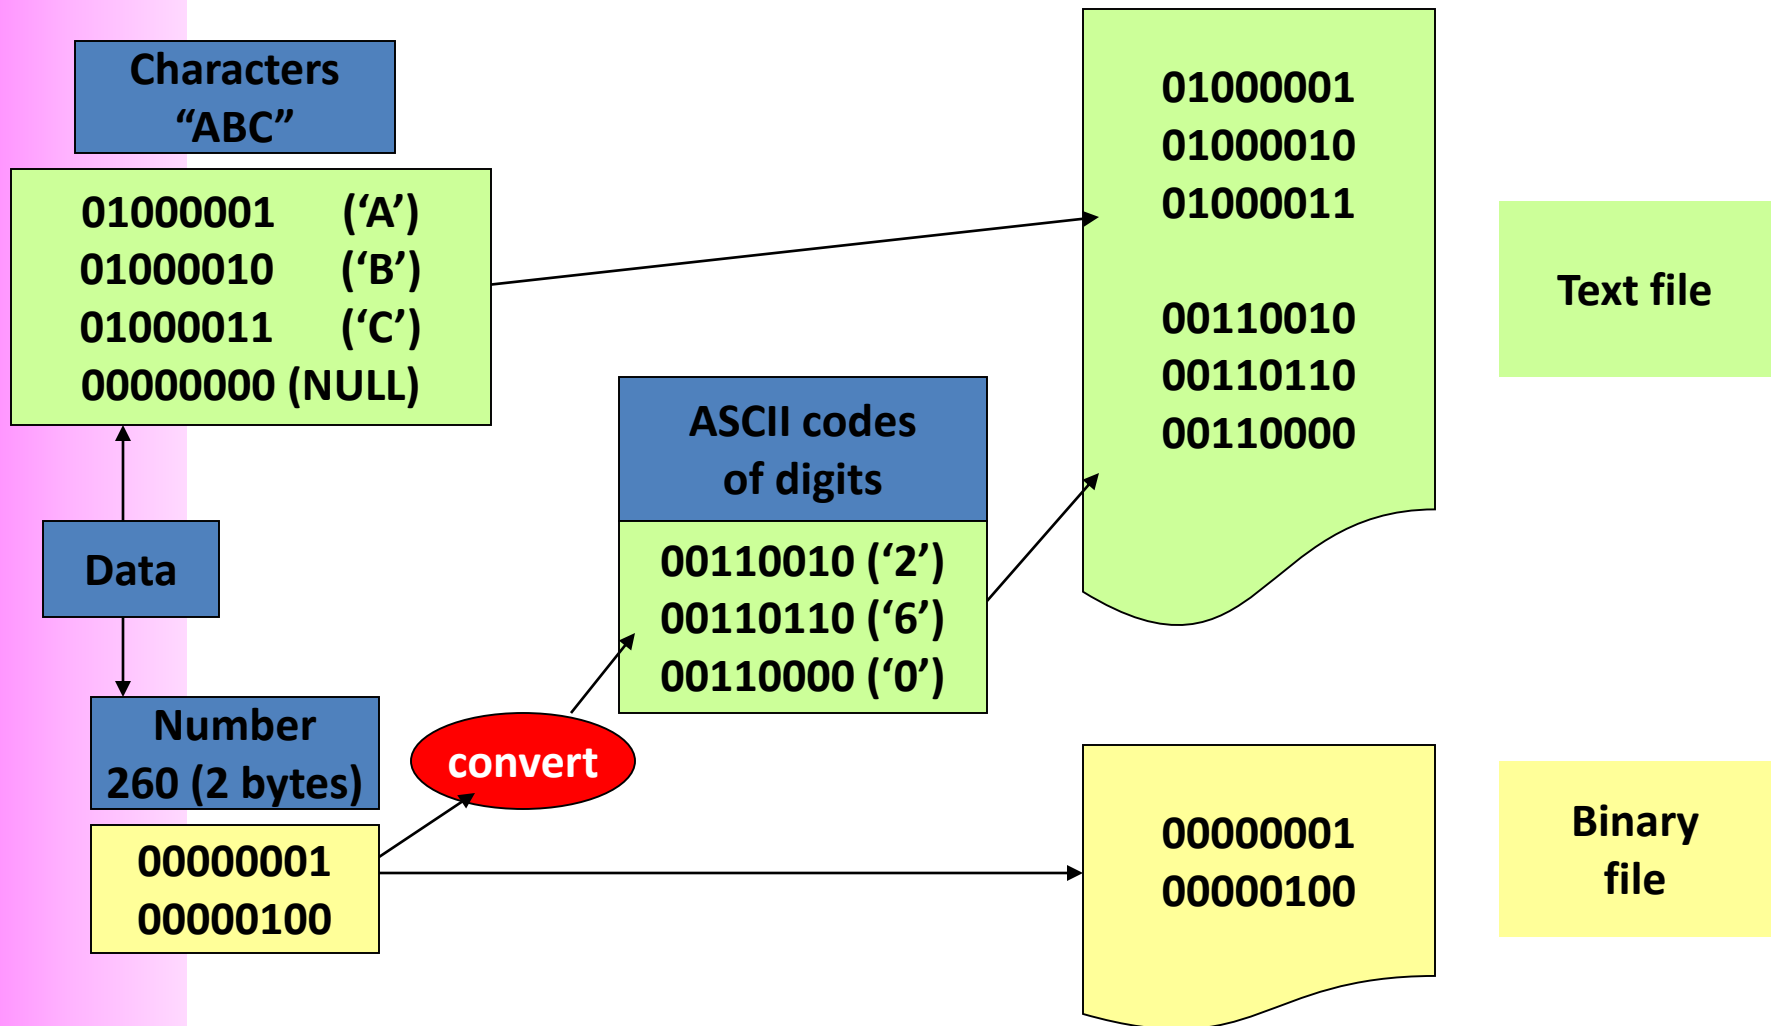 Characters
“ABC”
01000001 (‘A’)
01000010 (‘B’)
01000011 (‘C’)
00000000 (NULL)
Data
Number
260 (2 bytes)
00000001
00000100
convert
ASCII codes
of digits
00110010 (‘2’)
00110110 (‘6’)
00110000 (‘0’)
01000001
01000010
01000011
00110010
00110110
00110000
Text file
00000001
00000100
Binary
file